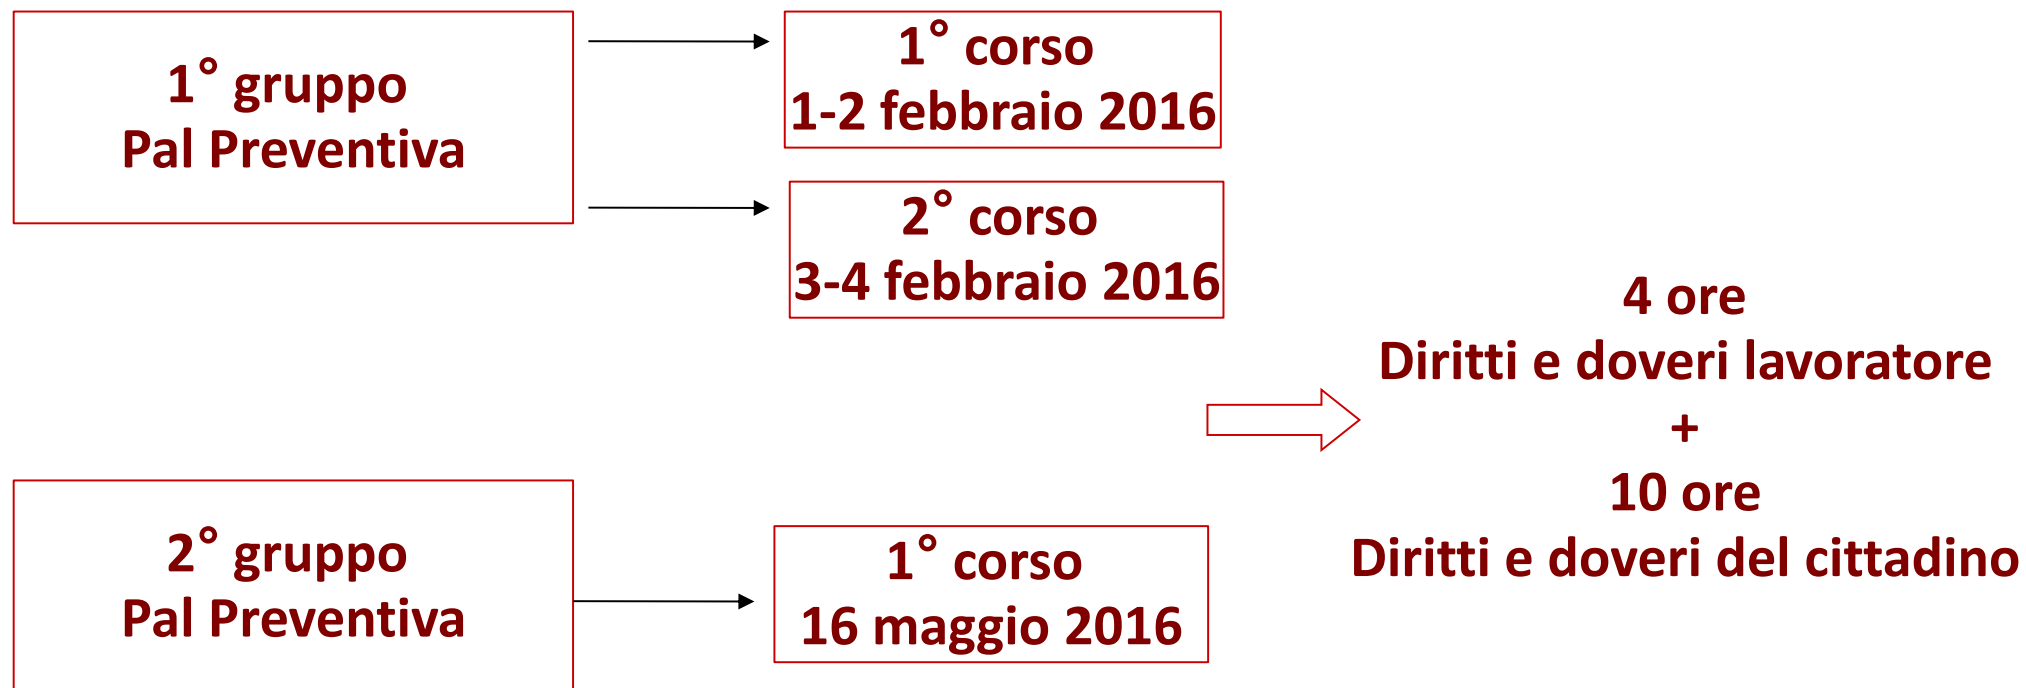 1° gruppo
Pal Preventiva
1° corso
1-2 febbraio 2016
2° corso
3-4 febbraio 2016
4 ore
Diritti e doveri lavoratore
+
10 ore
Diritti e doveri del cittadino
2° gruppo
Pal Preventiva
1° corso
16 maggio 2016